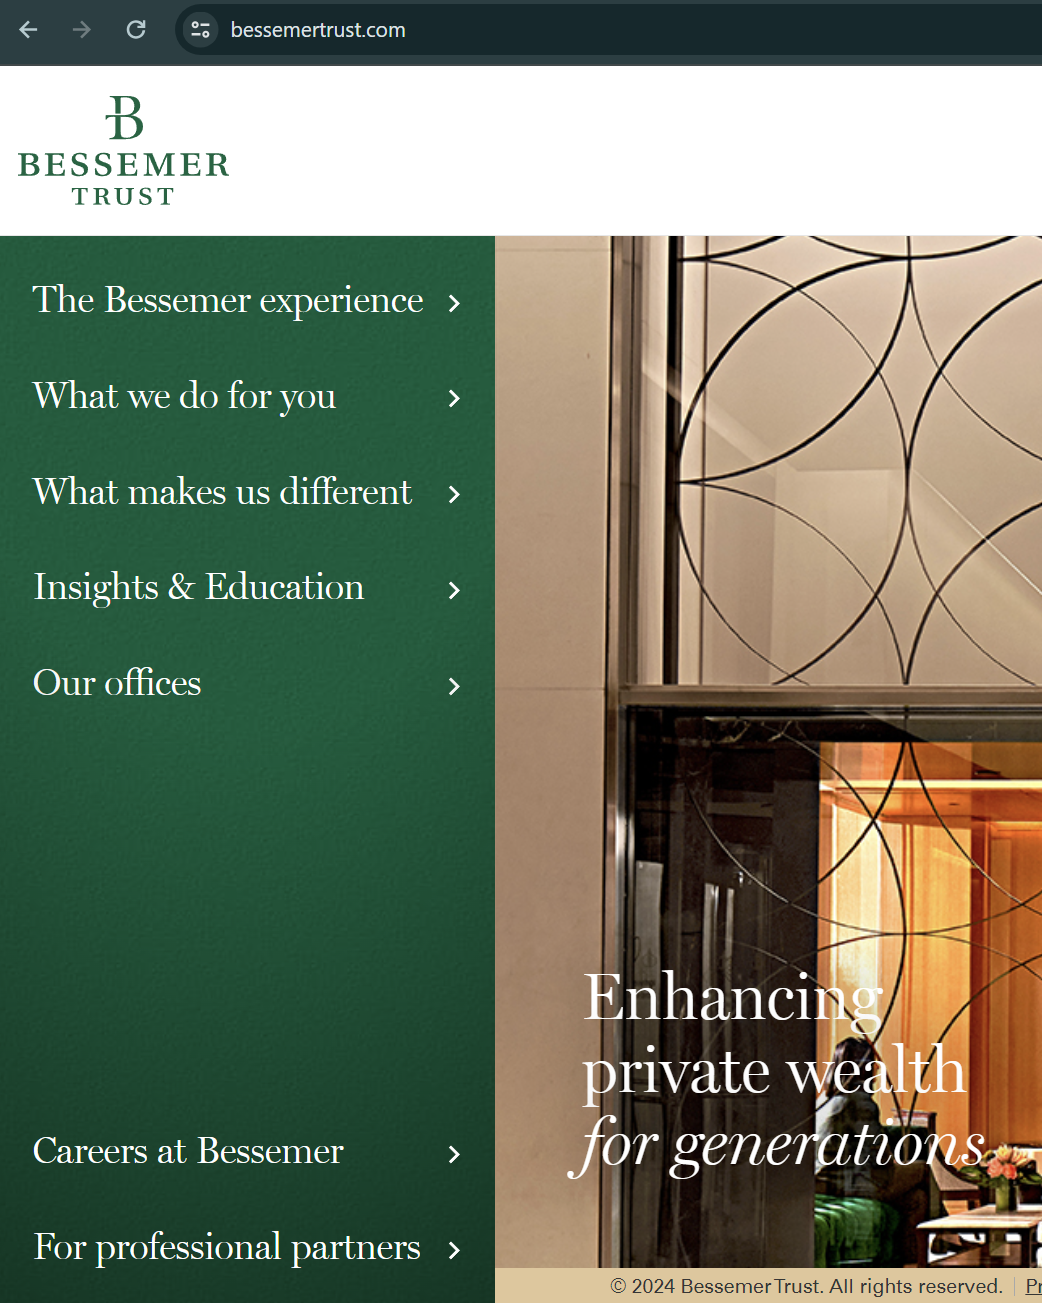 bessemertrust.com
B
BESSEMER
TRUST
The Bessemer experience
What we do for you
What makes us different
Insights & Education
Our offices
Careers at Bessemer
For professional partners
Enhancing
private wealth
for generations
© 2024 Bessemer Trust. All rights reserved.